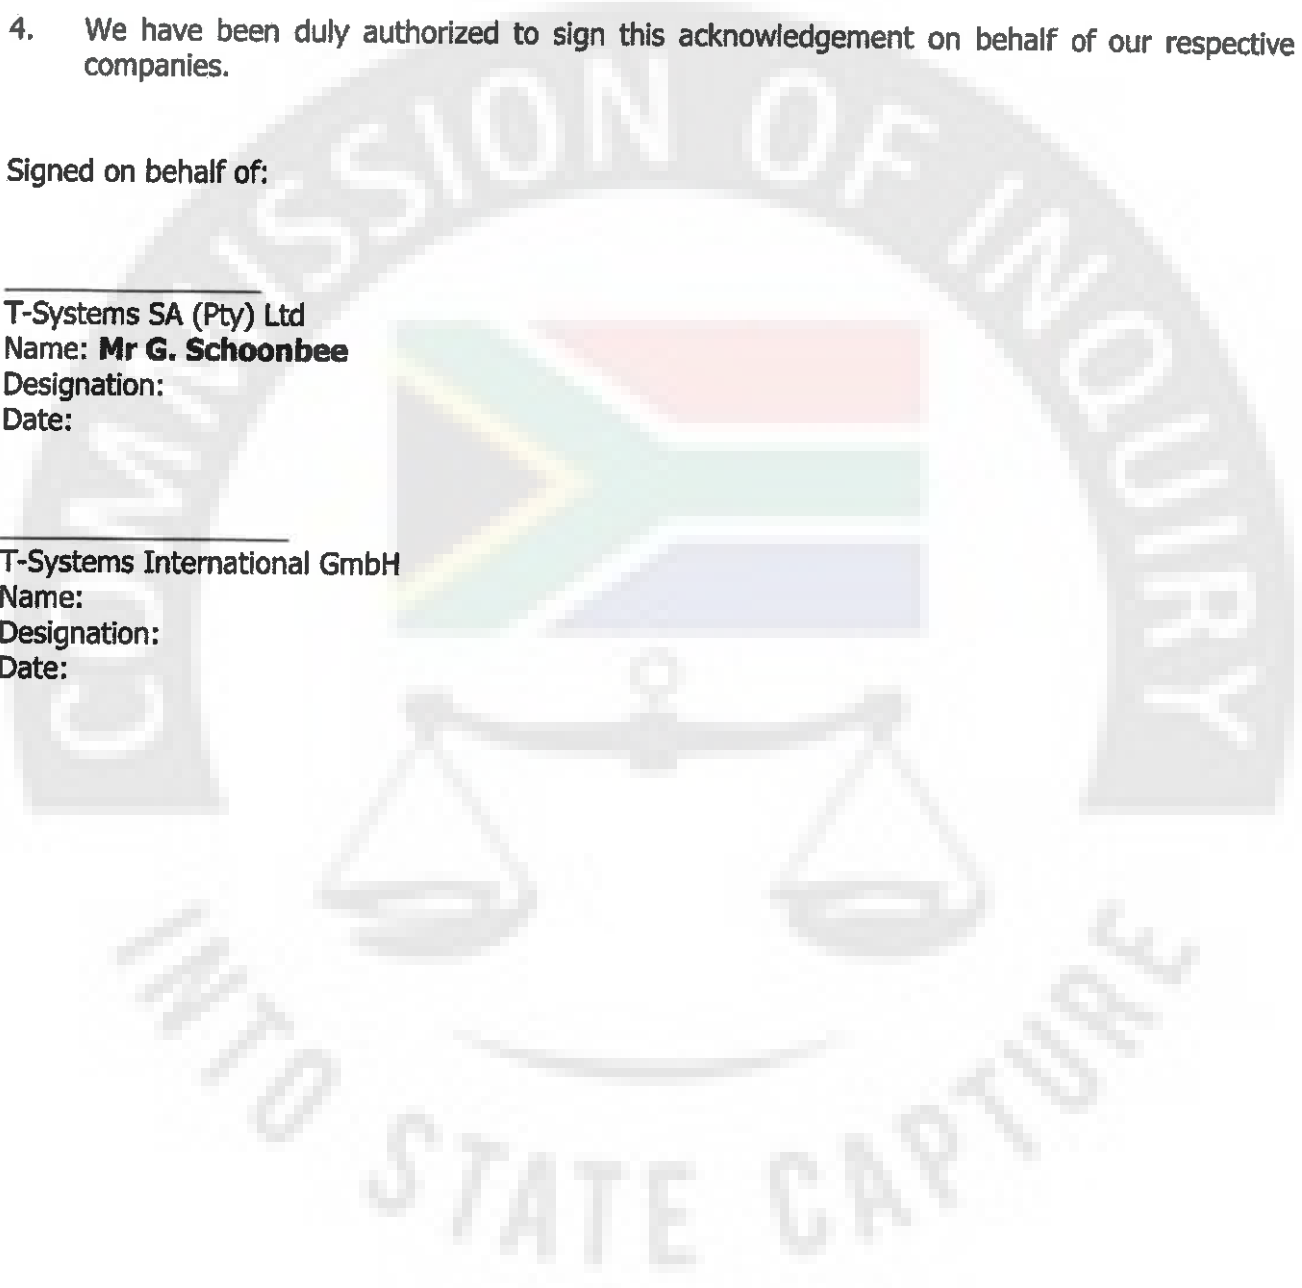 4. We have been duly authorized to sign this acknowledgement on behalf of our respective
companies.
Signed on behalf of:
T-Systems SA (Pty) Ltd
Name: Mr G. Schoonbee
Designation:
Date:
T-Systems International GmbH
Name:
Designation:
Date:
COMMISSION OF INQUIRY
INTO STATE CAPTURE